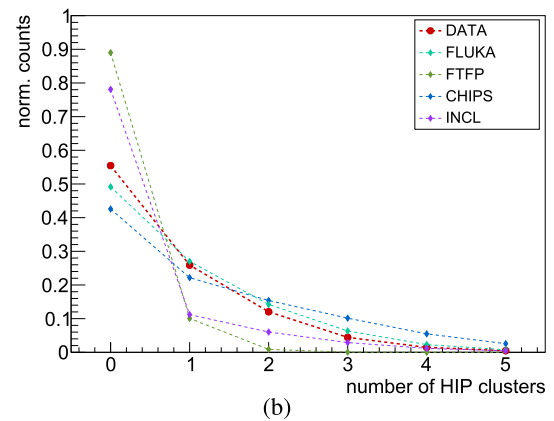 norm. counts
1
0.9
0.8
0.7
0.6
0.5
0.4
0.3
0.2
0.1
0
DATA
FLUKA
FTFP
CHIPS
INCL
0 1 2 3 4 5
number of HIP clusters
(b)